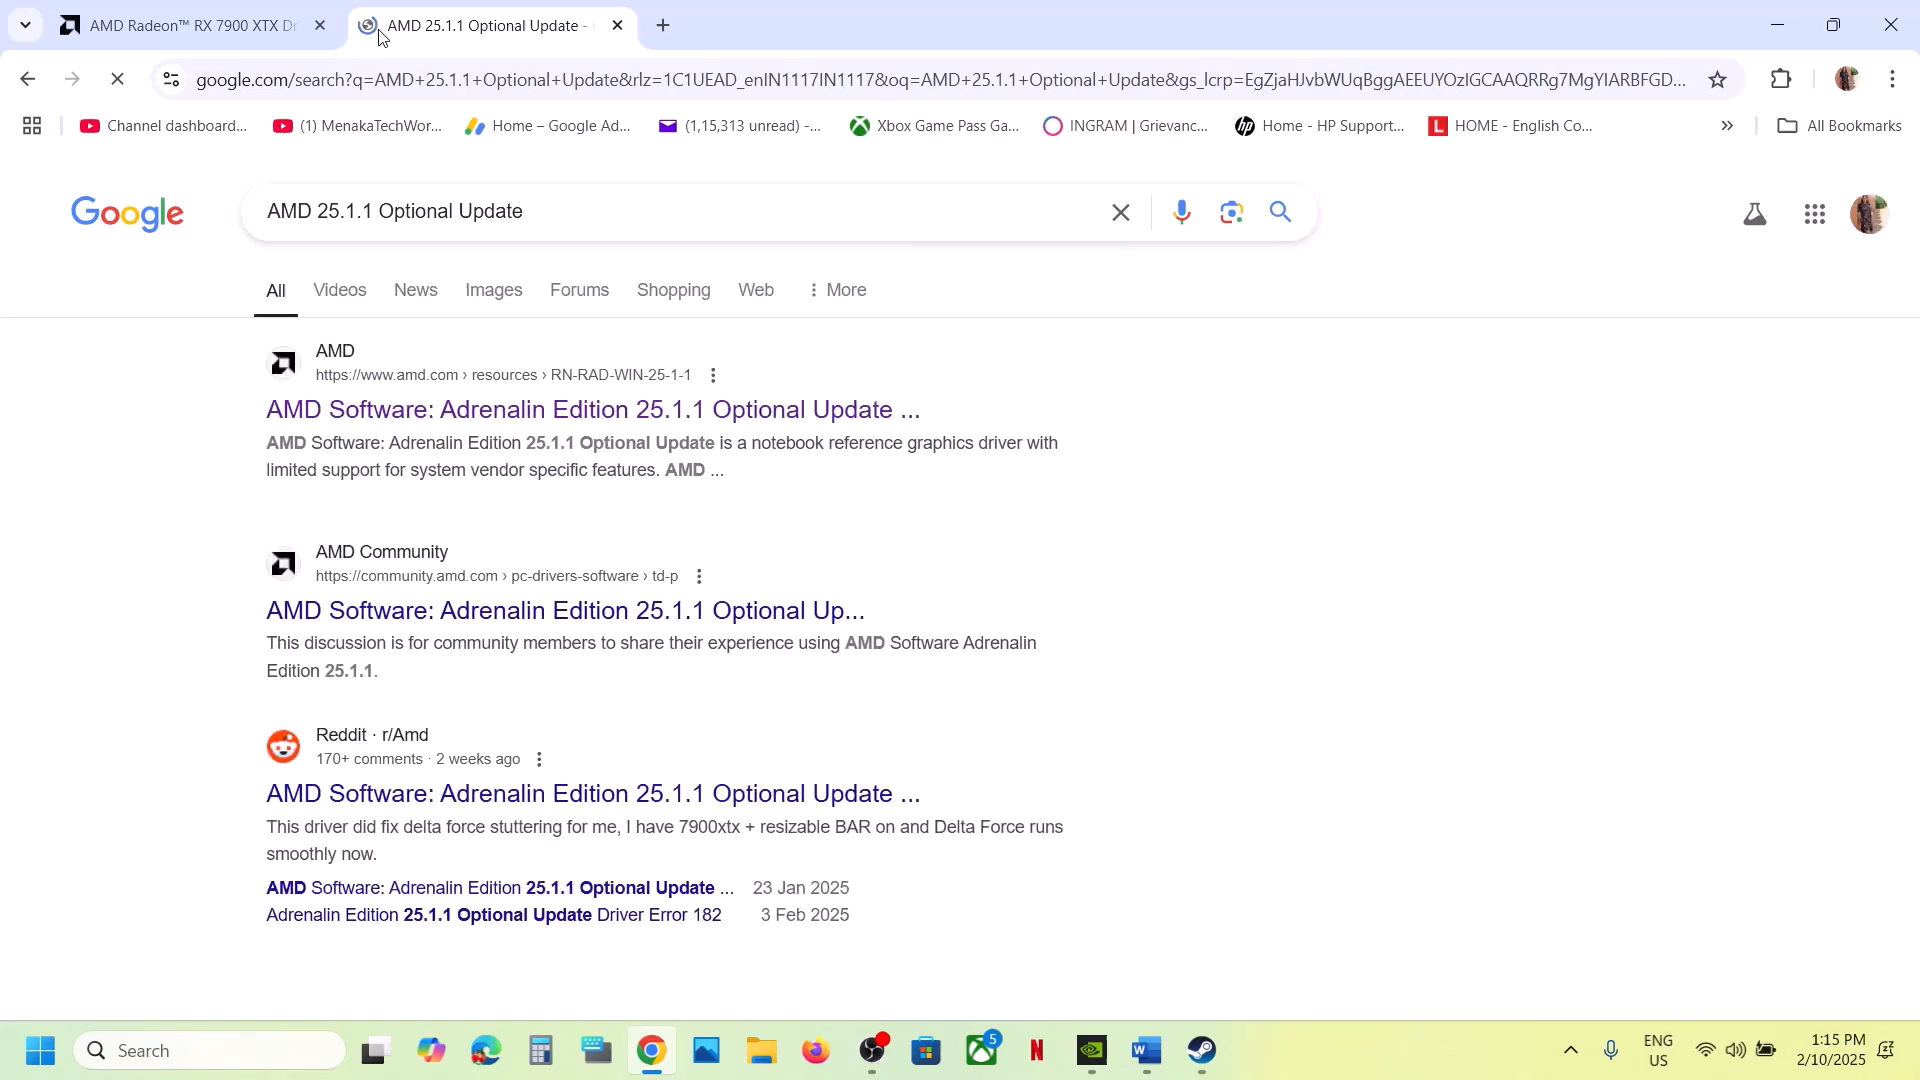 AMD Radeon™ RX 7900 XTX Dr
AMD 25.1.1 Optional Update -
google.com/search?q=AMD+25.1.1+Optional+Update&rlz=1C1UEAD_enIN1117IN1117&oq=AMD+25.1.1+Optional+Update&gs_lcrp=EgZjaHJvbWUqBggAEEUYOzIGCAAQRRg7MgYIARBFGD...
Channel dashboard...
(1) MenakaTechWor...
Home – Google Ad...
(1,15,313 unread) -...
Xbox Game Pass Ga...
INGRAM | Grievanc...
Home - HP Support...
HOME - English Co...
All Bookmarks
Google
AMD 25.1.1 Optional Update
All
Videos
News
Images
Forums
Shopping
Web
More
AMD
https://www.amd.com › resources › RN-RAD-WIN-25-1-1
AMD Software: Adrenalin Edition 25.1.1 Optional Update ...
AMD Software: Adrenalin Edition 25.1.1 Optional Update is a notebook reference graphics driver with
limited support for system vendor specific features. AMD ...
AMD Community
https://community.amd.com › pc-drivers-software › td-p
AMD Software: Adrenalin Edition 25.1.1 Optional Up...
This discussion is for community members to share their experience using AMD Software Adrenalin
Edition 25.1.1.
Reddit · r/Amd
170+ comments · 2 weeks ago
AMD Software: Adrenalin Edition 25.1.1 Optional Update ...
This driver did fix delta force stuttering for me, I have 7900xtx + resizable BAR on and Delta Force runs
smoothly now.
AMD Software: Adrenalin Edition 25.1.1 Optional Update ... 23 Jan 2025
Adrenalin Edition 25.1.1 Optional Update Driver Error 182 3 Feb 2025
Search
5
ENG
US
1:15 PM
2/10/2025